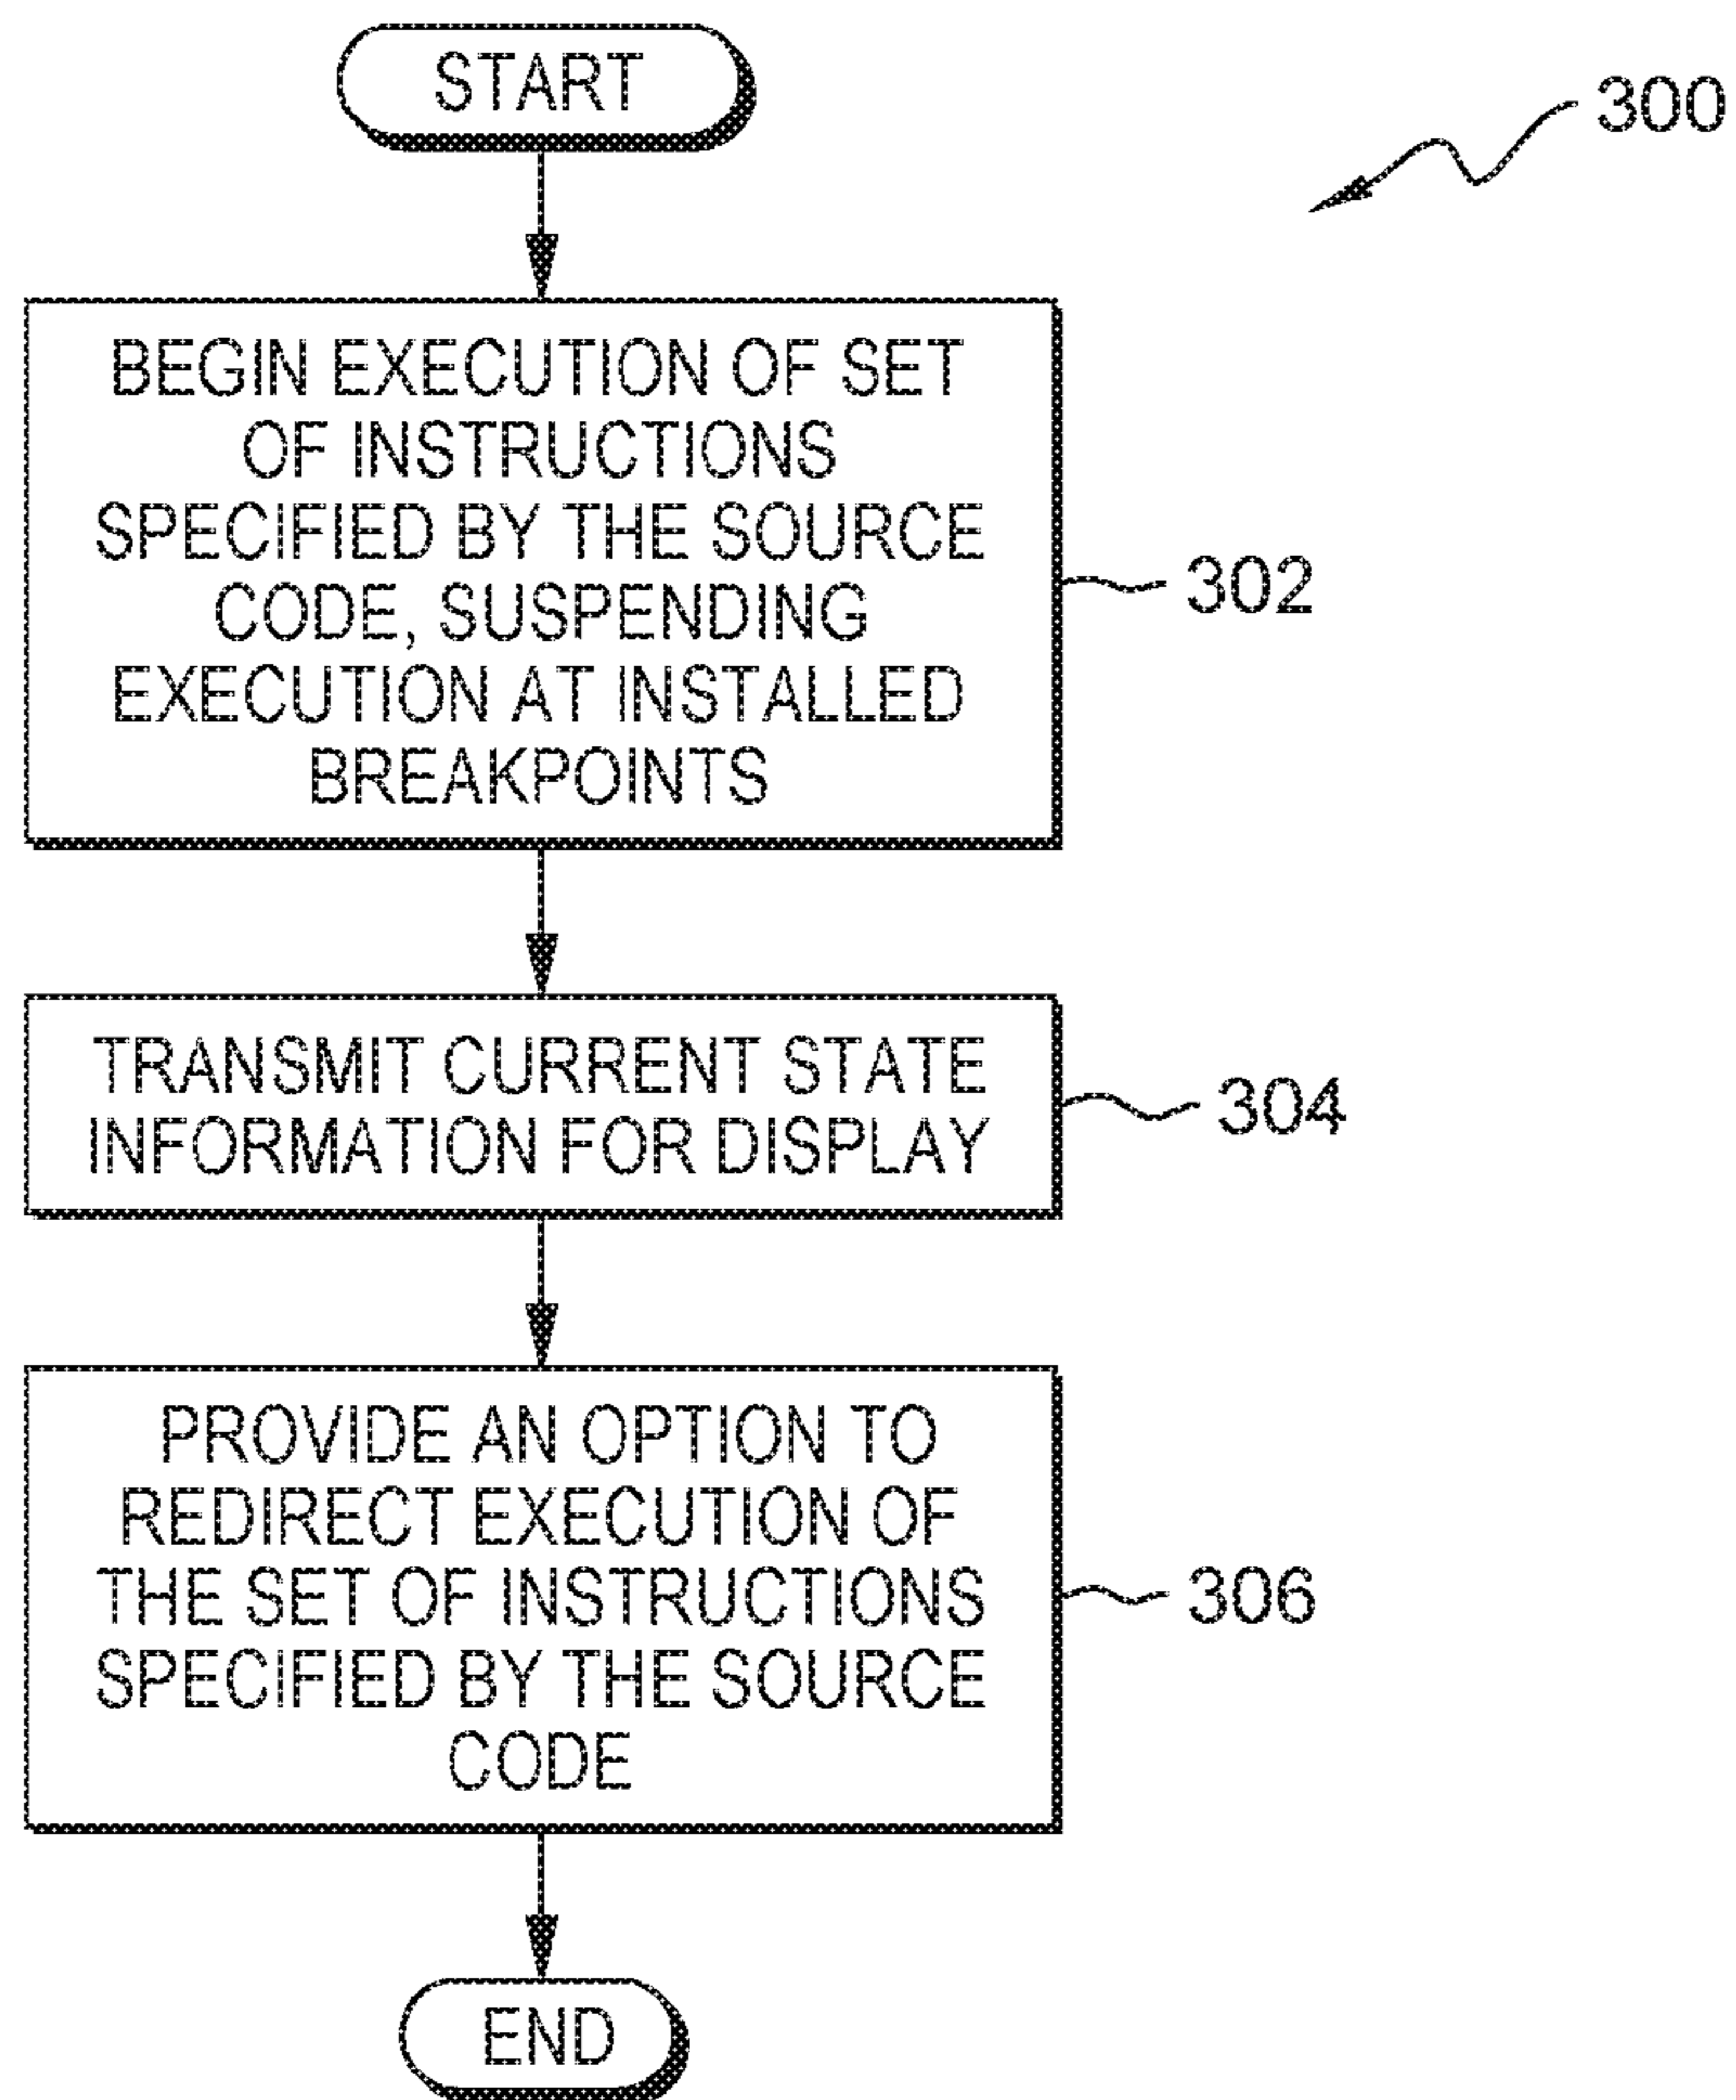 START
300
BEGIN EXECUTION OF SET
OF INSTRUCTIONS
SPECIFIED BY THE SOURCE
CODE, SUSPENDING
EXECUTION AT INSTALLED
BREAKPOINTS
302
TRANSMIT CURRENT STATE
INFORMATION FOR DISPLAY
304
PROVIDE AN OPTION TO
REDIRECT EXECUTION OF
THE SET OF INSTRUCTIONS
SPECIFIED BY THE SOURCE
CODE
306
END